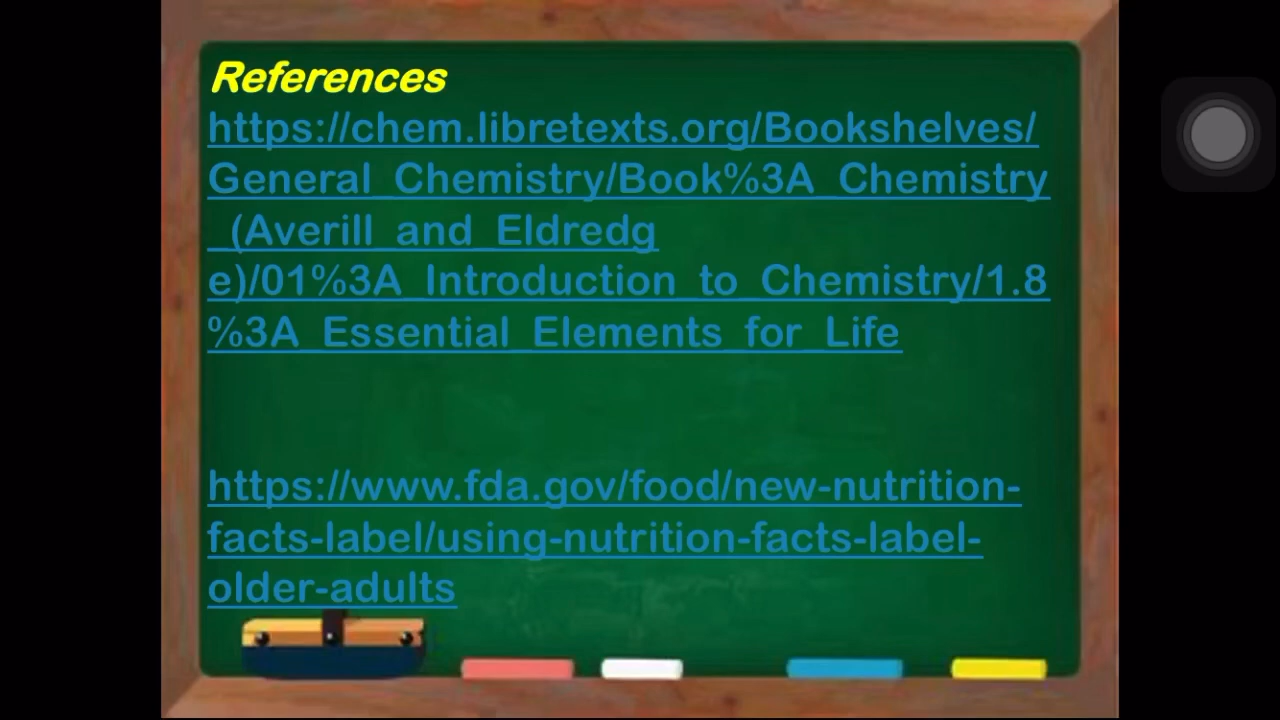 References
https://chem.libretexts.org/Bookshelves/
General_Chemistry/Book%3A_Chemistry
_(Averill_and_Eldredg
e)/01%3A_Introduction_to_Chemistry/1.8
%3A_Essential_Elements_for_Life
https://www.fda.gov/food/new-nutrition-
facts-label/using-nutrition-facts-label-
older-adults